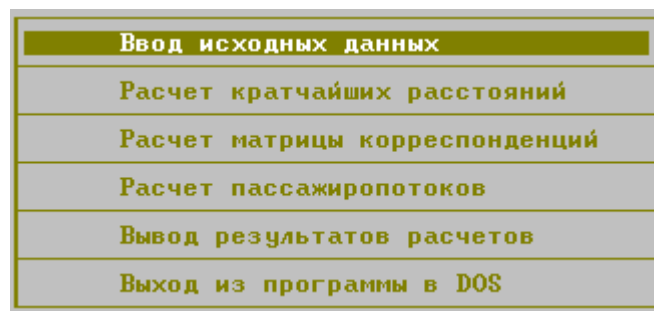 Ввод исходных данных
Расчет кратчайших расстояний
Расчет матрицы корреспонденций
Расчет пассажиропотоков
Вывод результатов расчетов
Выход из программы в DOS